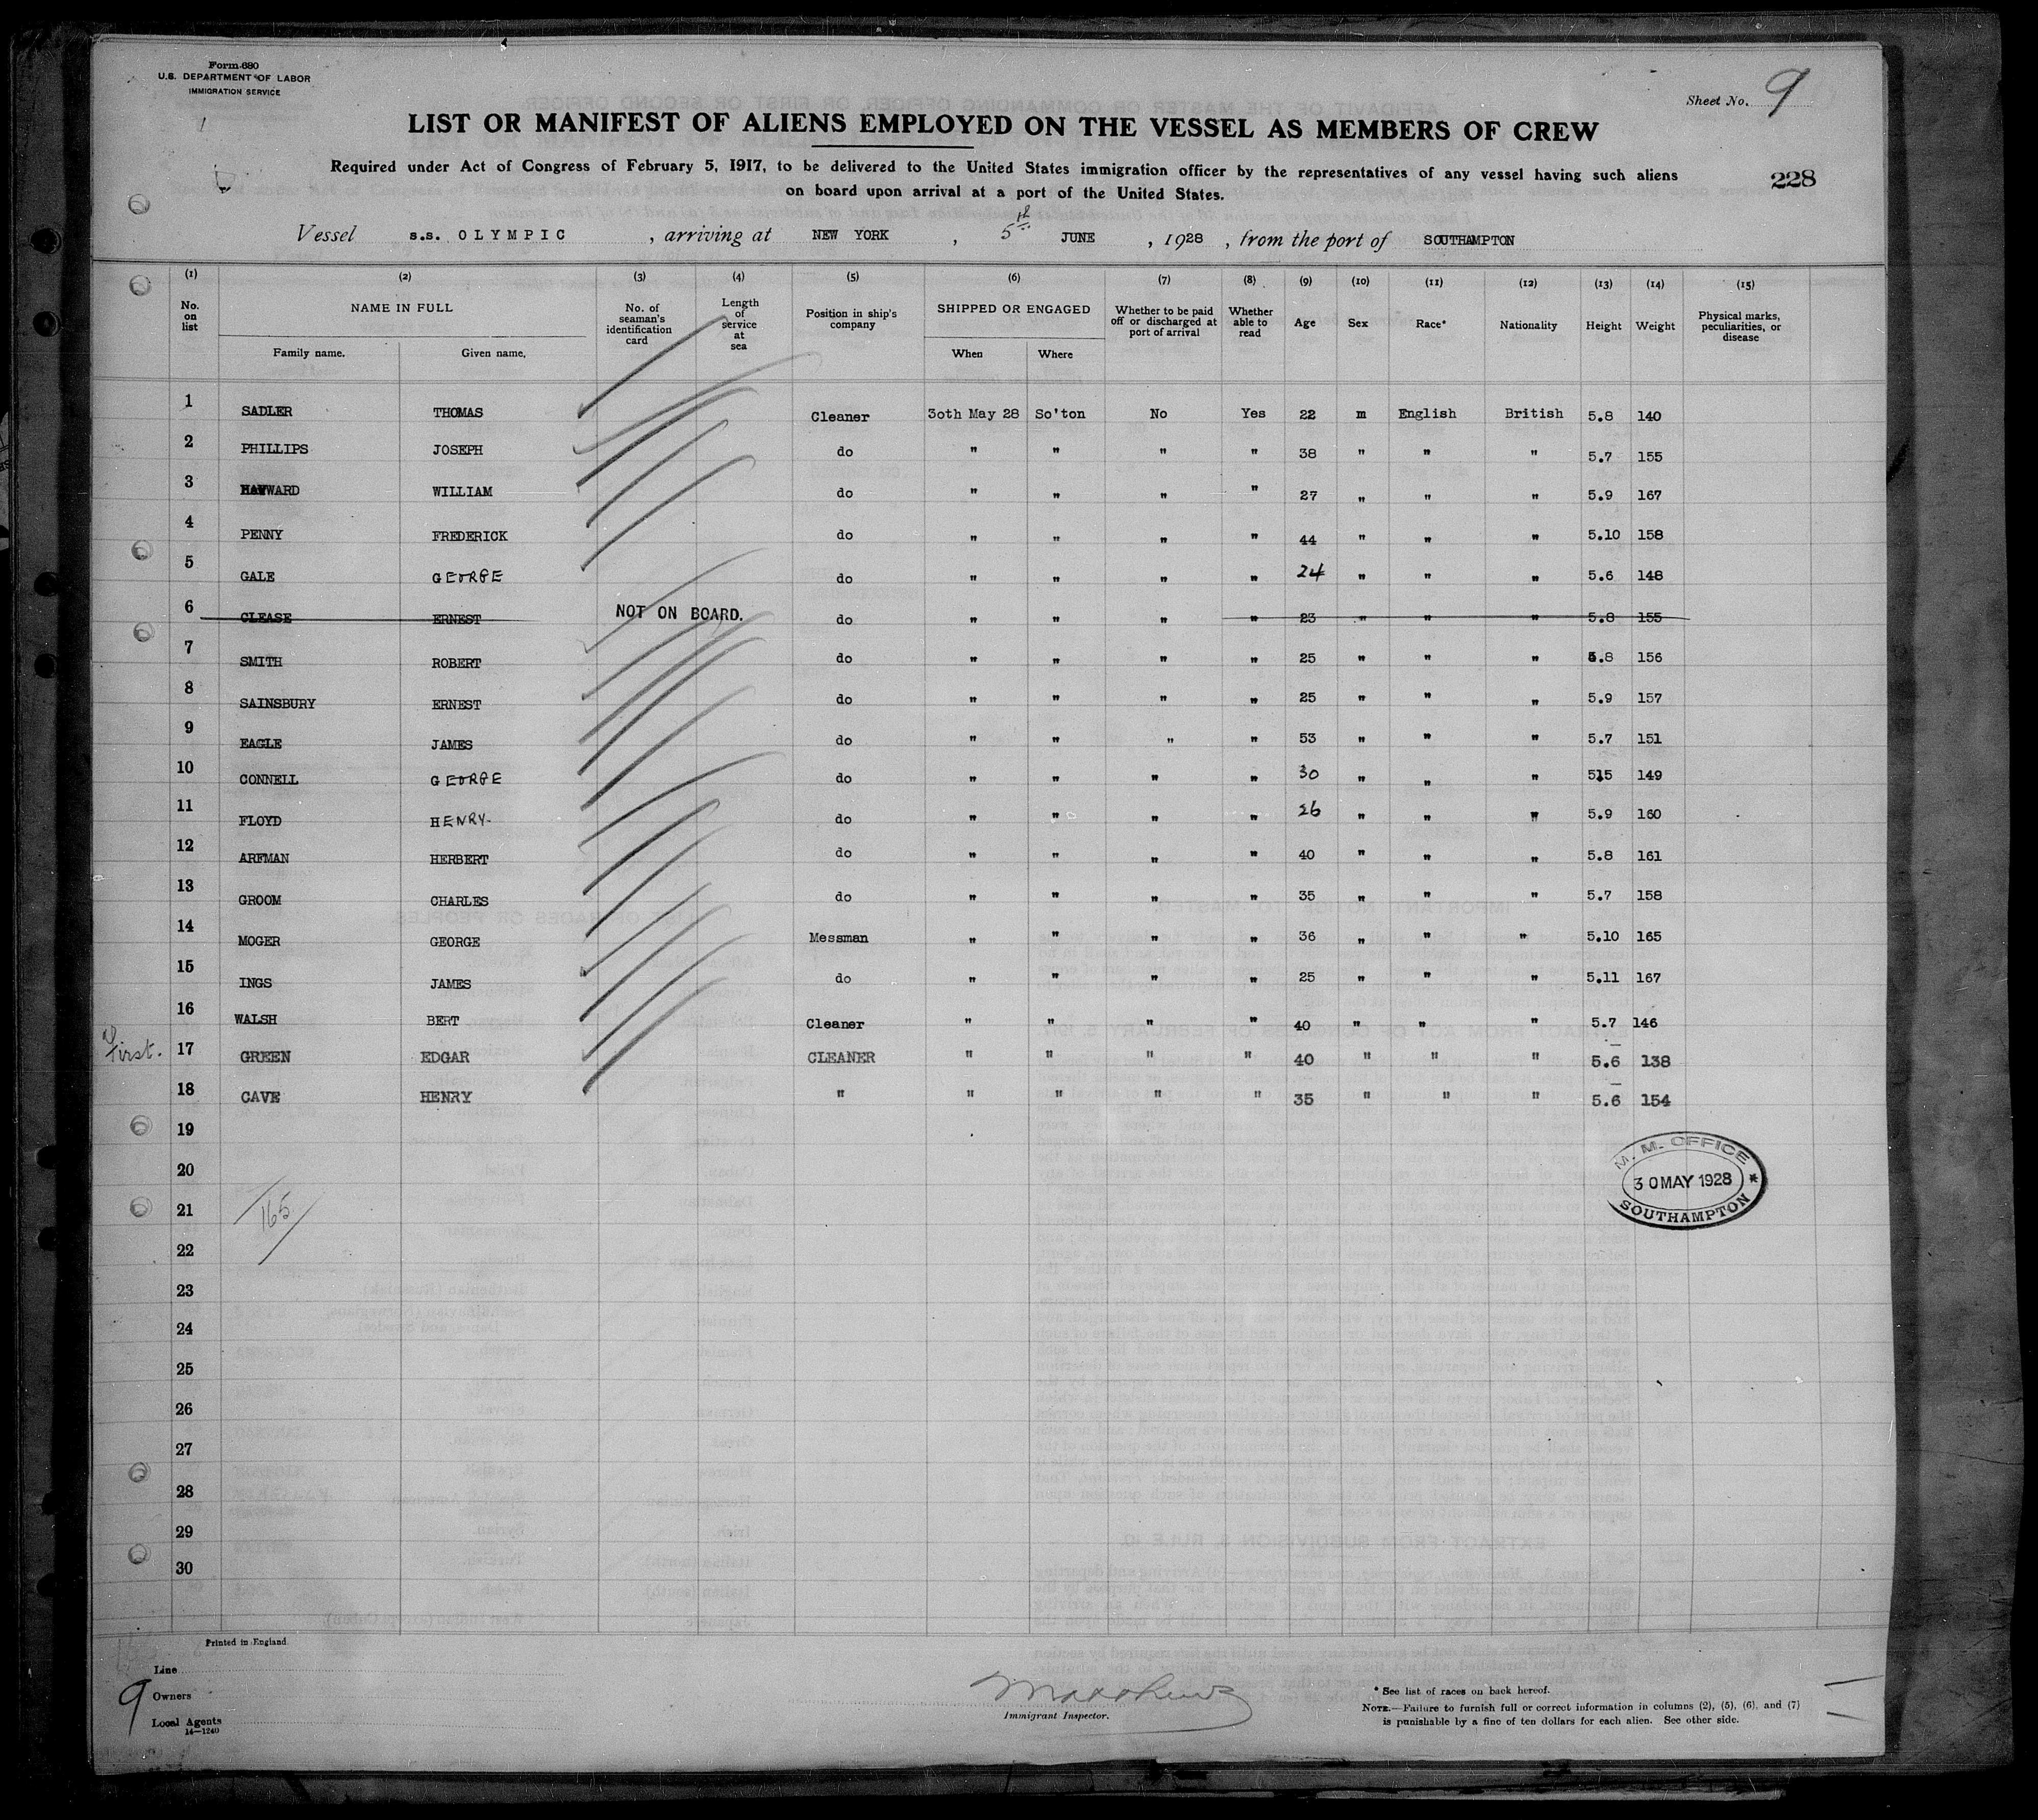 Form 680
U.S. DEPARTMENT OF LABOR
IMMIGRATION SERVICE
Sheet No. 9
LIST OR MANIFEST OF ALIENS EMPLOYED ON THE VESSEL AS MEMBERS OF CREW
Required under Act of Congress of February 5, 1917, to be delivered to the United States immigration officer by the representatives of any vessel having such aliens
on board upon arrival at a port of the United States.
228
Vessel s.s. OLYMPIC , arriving at NEW YORK , 5th JUNE , 1928 , from the port of SOUTHAMPTON
(1) (2) (3) (4) (5) (6) (7) (8) (9) (10) (11) (12) (13) (14) (15)
No. on list NAME IN FULL No. of seaman's identification card Length of service at sea Position in ship's company SHIPPED OR ENGAGED Whether to be paid off or discharged at port of arrival Whether able to read Age Sex Race* Nationality Height Weight Physical marks, peculiarities, or disease
Family name. Given name. When Where
1 SADLER THOMAS Cleaner 3oth May 28 So'ton No Yes 22 m English British 5.8 140
2 PHILLIPS JOSEPH do " " " " 38 " " " 5.7 155
3 HAYWARD WILLIAM do " " " " 27 " " " 5.9 167
4 PENNY FREDERICK do " " " " 44 " " " 5.10 158
5 GALE GEORGE do " " " " 24 " " " 5.6 148
6 CLEASE ERNEST NOT ON BOARD. do " " " " 23 " " " 5.8 155
7 SMITH ROBERT do " " " " 25 " " " 5.8 156
8 SAINSBURY ERNEST do " " " " 25 " " " 5.9 157
9 EAGLE JAMES do " " " " 53 " " " 5.7 151
10 CONNELL GEORGE do " " " " 30 " " " 515 149
11 FLOYD HENRY- do " " " " 26 " " " 5.9 160
12 ARFMAN HERBERT do " " " " 40 " " " 5.8 161
13 GROOM CHARLES do " " " " 35 " " " 5.7 158
14 MOGER GEORGE Messman " " " " 36 " " " 5.10 165
15 INGS JAMES do " " " " 25 " " " 5.11 167
16 WALSH BERT Cleaner " " " " 40 " " " 5.7 146
First. 17 GREEN EDGAR CLEANER " " " " 40 " " " 5.6 138
18 CAVE HENRY " " " " " 35 " " " 5.6 154
19
20
M. M. OFFICE
30 MAY 1928
SOUTHAMPTON
21 165
22
23
24
25
26
27
28
29
30
Printed in England
Line
Owners
9
Local Agents
14—1240
Matthews
Immigrant Inspector.
* See list of races on back hereof.
NOTE.—Failure to furnish full or correct information in columns (2), (5), (6), and (7)
is punishable by a fine of ten dollars for each alien. See other side.